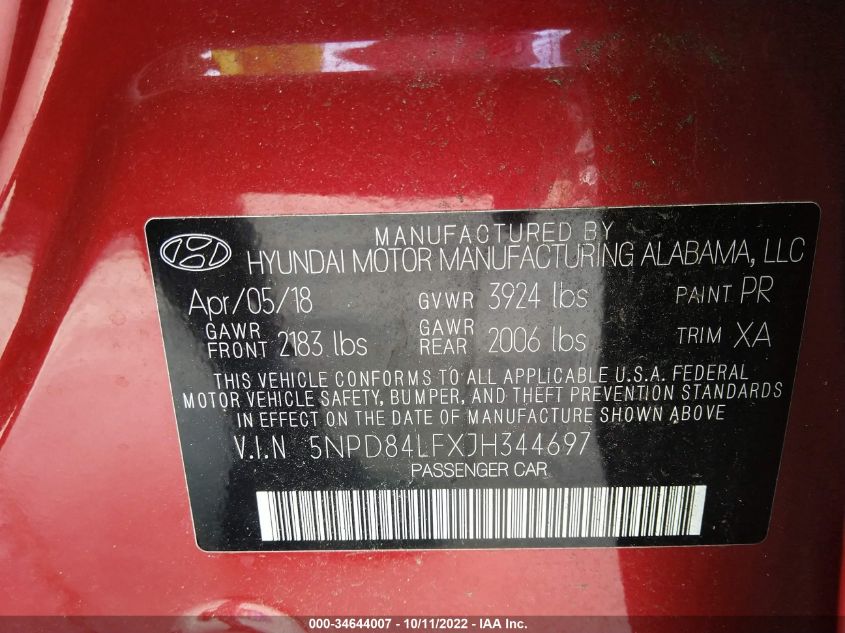 MANUFACTURED BY
HYUNDAI MOTOR MANUFACTURING ALABAMA, LLC
Apr/05/18 GVWR 3924 lbs PAINT PR
GAWR FRONT 2183 lbs GAWR REAR 2006 lbs TRIM XA
THIS VEHICLE CONFORMS TO ALL APPLICABLE U.S.A. FEDERAL
MOTOR VEHICLE SAFETY, BUMPER, AND THEFT PREVENTION STANDARDS
IN EFFECT ON THE DATE OF MANUFACTURE SHOWN ABOVE
V.I.N 5NPD84LFXJH344697
PASSENGER CAR
000-34644007 - 10/11/2022 - IAA Inc.